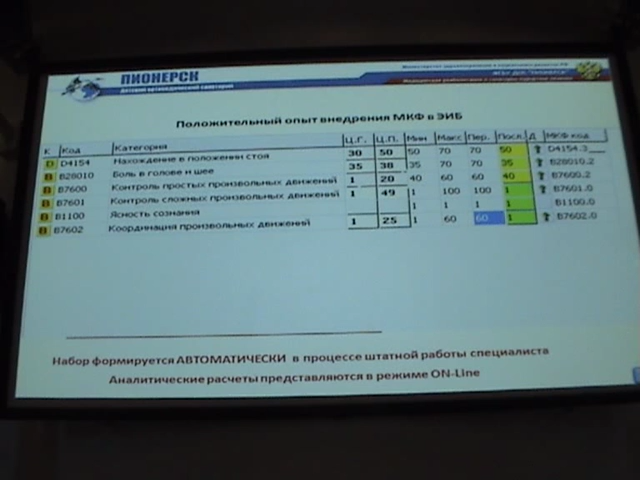 ПИОНЕРСК
Детский ортопедический санаторий
Положительный опыт внедрения МКФ в ЭИБ
К Код Категория Ц.Г. Ц.П. Мин Макс Пер. Посл. Д МКФ код
D D4154 Нахождение в положении стоя 30 50 50 70 70 50 D4154.3__
B B28010 Боль в голове и шее 35 38 35 70 70 35 B28010.2
B B7600 Контроль простых произвольных движений 1 20 40 60 60 40 B7600.2
B B7601 Контроль сложных произвольных движений 1 49 1 100 100 1 B7601.0
B B1100 Ясность сознания 1 1 1 1 B1100.0
B B7602 Координация произвольных движений 1 25 1 60 60 1 B7602.0
Набор формируется АВТОМАТИЧЕСКИ в процессе штатной работы специалиста
Аналитические расчеты представляются в режиме ON-Line